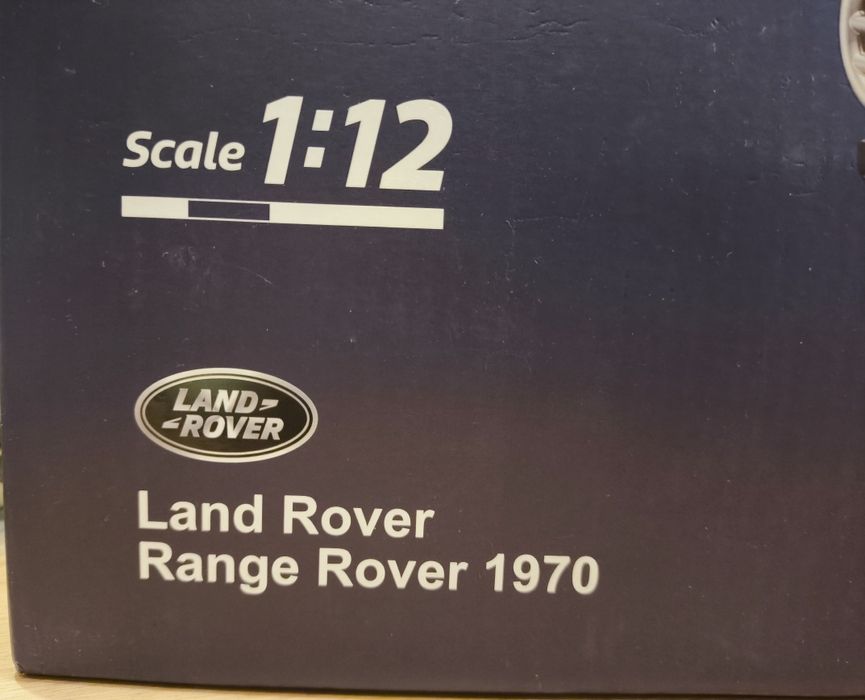 Scale 1:12
LAND
ROVER
Land Rover
Range Rover 1970